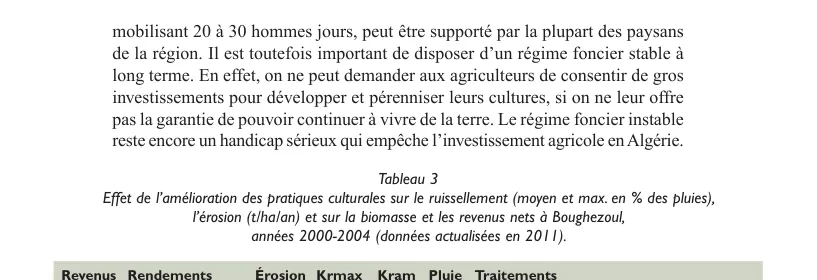 mobilisant 20 à 30 hommes jours, peut être supporté par la plupart des paysans
de la région. Il est toutefois important de disposer d'un régime foncier stable à
long terme. En effet, on ne peut demander aux agriculteurs de consentir de gros
investissements pour développer et pérenniser leurs cultures, si on ne leur offre
pas la garantie de pouvoir continuer à vivre de la terre. Le régime foncier instable
reste encore un handicap sérieux qui empêche l'investissement agricole en Algérie.
Tableau 3
Effet de l'amélioration des pratiques culturales sur le ruissellement (moyen et max. en % des pluies),
l'érosion (t/ha/an) et sur la biomasse et les revenus nets à Boughezoul,
années 2000-2004 (données actualisées en 2011).
Revenus Rendements Érosion Krmax Kram Pluie Traitements